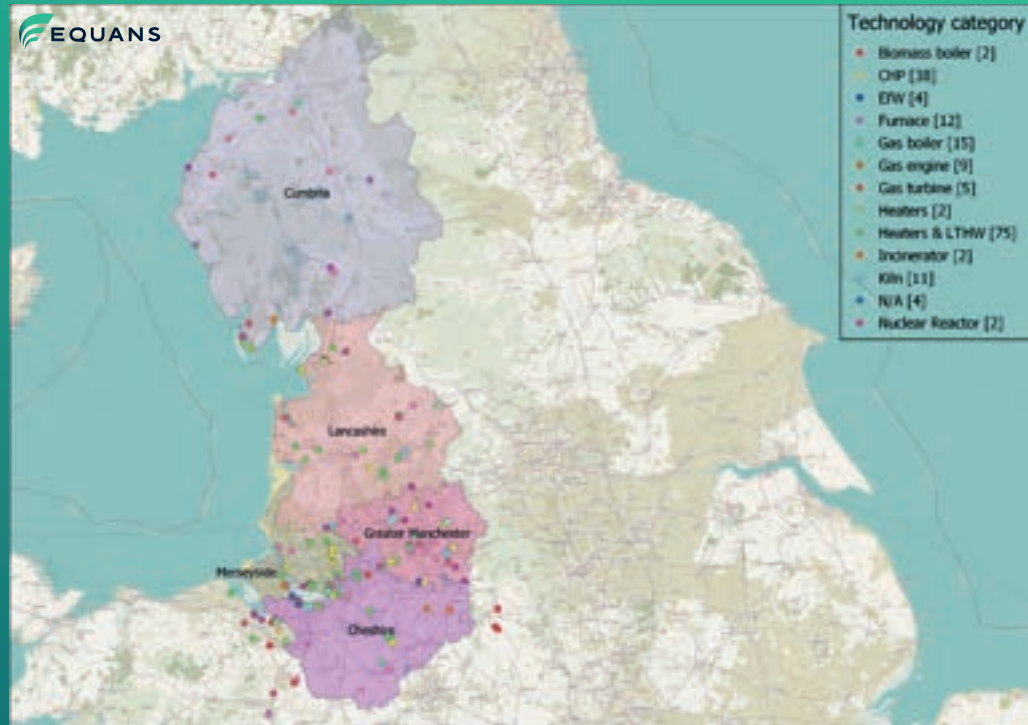 EQUANS
Technology category
Biomass boiler [2]
CHP [38]
EfW [4]
Furnace [12]
Gas boiler [15]
Gas engine [9]
Gas turbine [5]
Heaters [2]
Heaters & LTHW [75]
Incinerator [2]
Kiln [11]
N/A [4]
Nuclear Reactor [2]
Cumbria
Lancashire
Greater Manchester
Merseyside
Cheshire